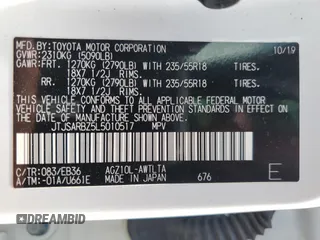 MFD.BY:TOYOTA MOTOR CORPORATION 10/19
GVWR:2310KG (5090LB)
GAWR:FRT. 1270KG (2790LB) WITH 235/55R18 TIRES.
18X7 1/2J RIMS.
RR. 1270KG (2790LB) WITH 235/55R18 TIRES.
18X7 1/2J RIMS.
THIS VEHICLE CONFORMS TO ALL APPLICABLE FEDERAL MOTOR
VEHICLE SAFETY AND THEFT PREVENTION STANDARDS IN EFFECT
ON THE DATE OF MANUFACTURE SHOWN ABOVE.
JTJSARBZ5L5010517 MPV
C/TR:083/EB36 AGZ10L-AWTLTA
A/TM:-01A/U661E MADE IN JAPAN 676
E